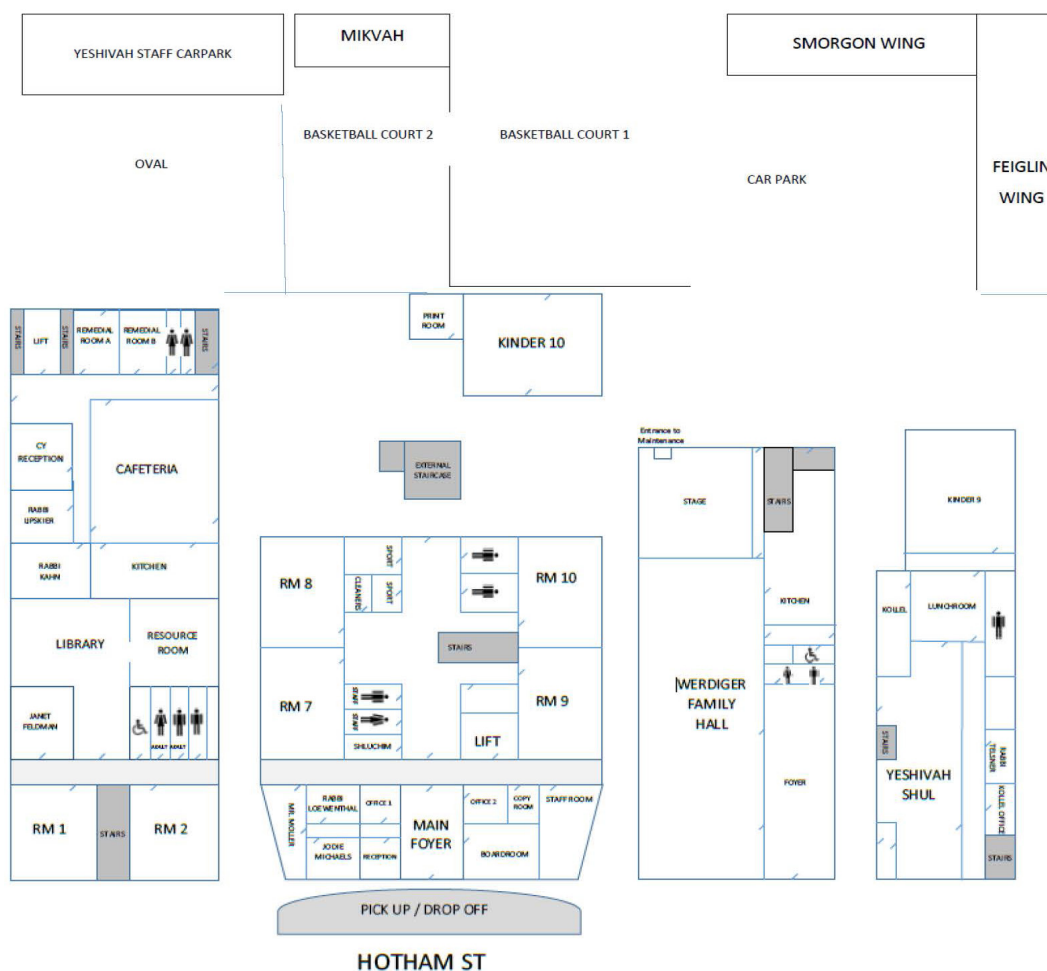 YESHIVAH STAFF CARPARK
MIKVAH
SMORGON WING
BASKETBALL COURT 2
BASKETBALL COURT 1
OVAL
CAR PARK
FEIGLIN
WING
STAIRS
LIFT
STAIRS
REMEDIAL
ROOM A
REMEDIAL
ROOM B
STAIRS
PRINT
ROOM
KINDER 10
CY
RECEPTION
CAFETERIA
RABBI
LIPSKIER
RABBI
KAHN
KITCHEN
LIBRARY
RESOURCE
ROOM
JANET
FELDMAN
ADULT
ADULT
RM 1
STAIRS
RM 2
EXTERNAL
STAIRCASE
RM 8
SPORT
CLEANERS
SPORT
RM 10
STAIRS
RM 7
STAFF
STAFF
SHLUCHIM
LIFT
RM 9
MR. MOLLER
RABBI
LOEWENTHAL
OFFICE 1
JODIE
MICHAELS
RECEPTION
MAIN
FOYER
OFFICE 2
COPY
ROOM
STAFF ROOM
BOARDROOM
PICK UP / DROP OFF
HOTHAM ST
Entrance to
Maintenance
STAGE
STAIRS
KITCHEN
WERDIGER
FAMILY
HALL
FOYER
KINDER 9
KOLLEL
LUNCHROOM
STAIRS
YESHIVAH
SHUL
RABBI
TELSNER
KOLLEL OFFICE
STAIRS